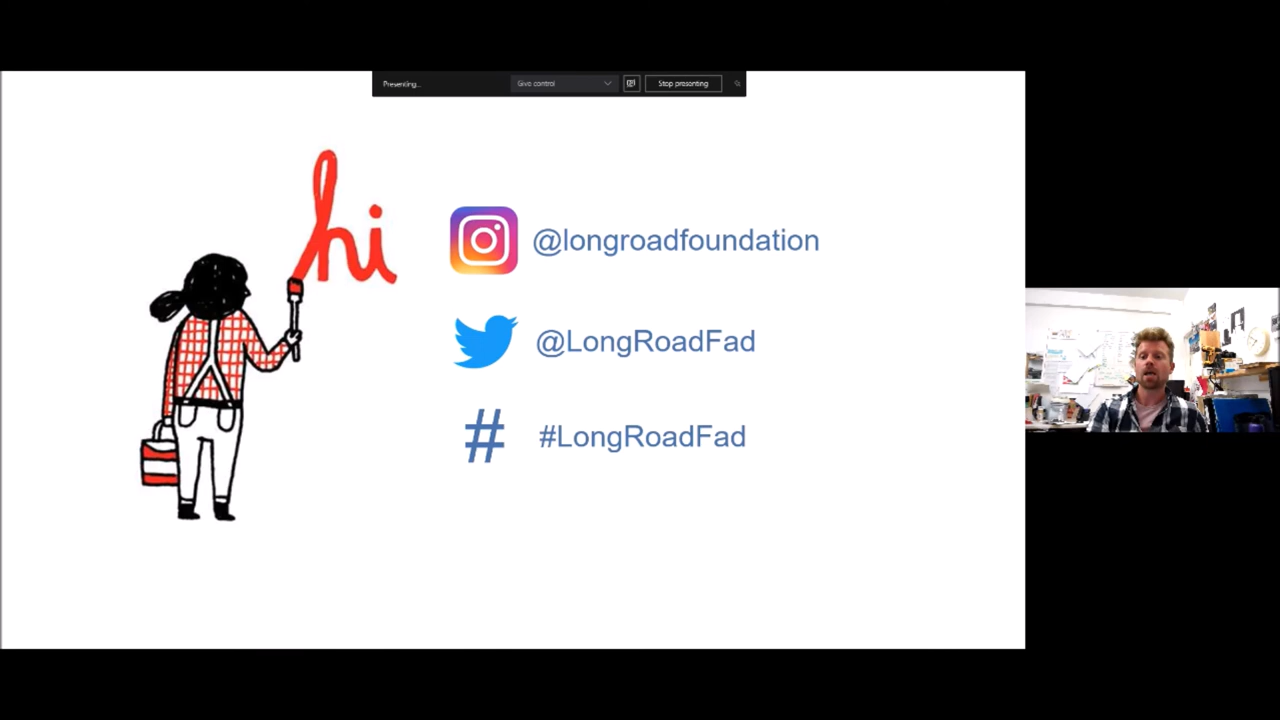 Presenting...
Give control
Stop presenting
hi
@longroadfoundation
@LongRoadFad
#
#LongRoadFad